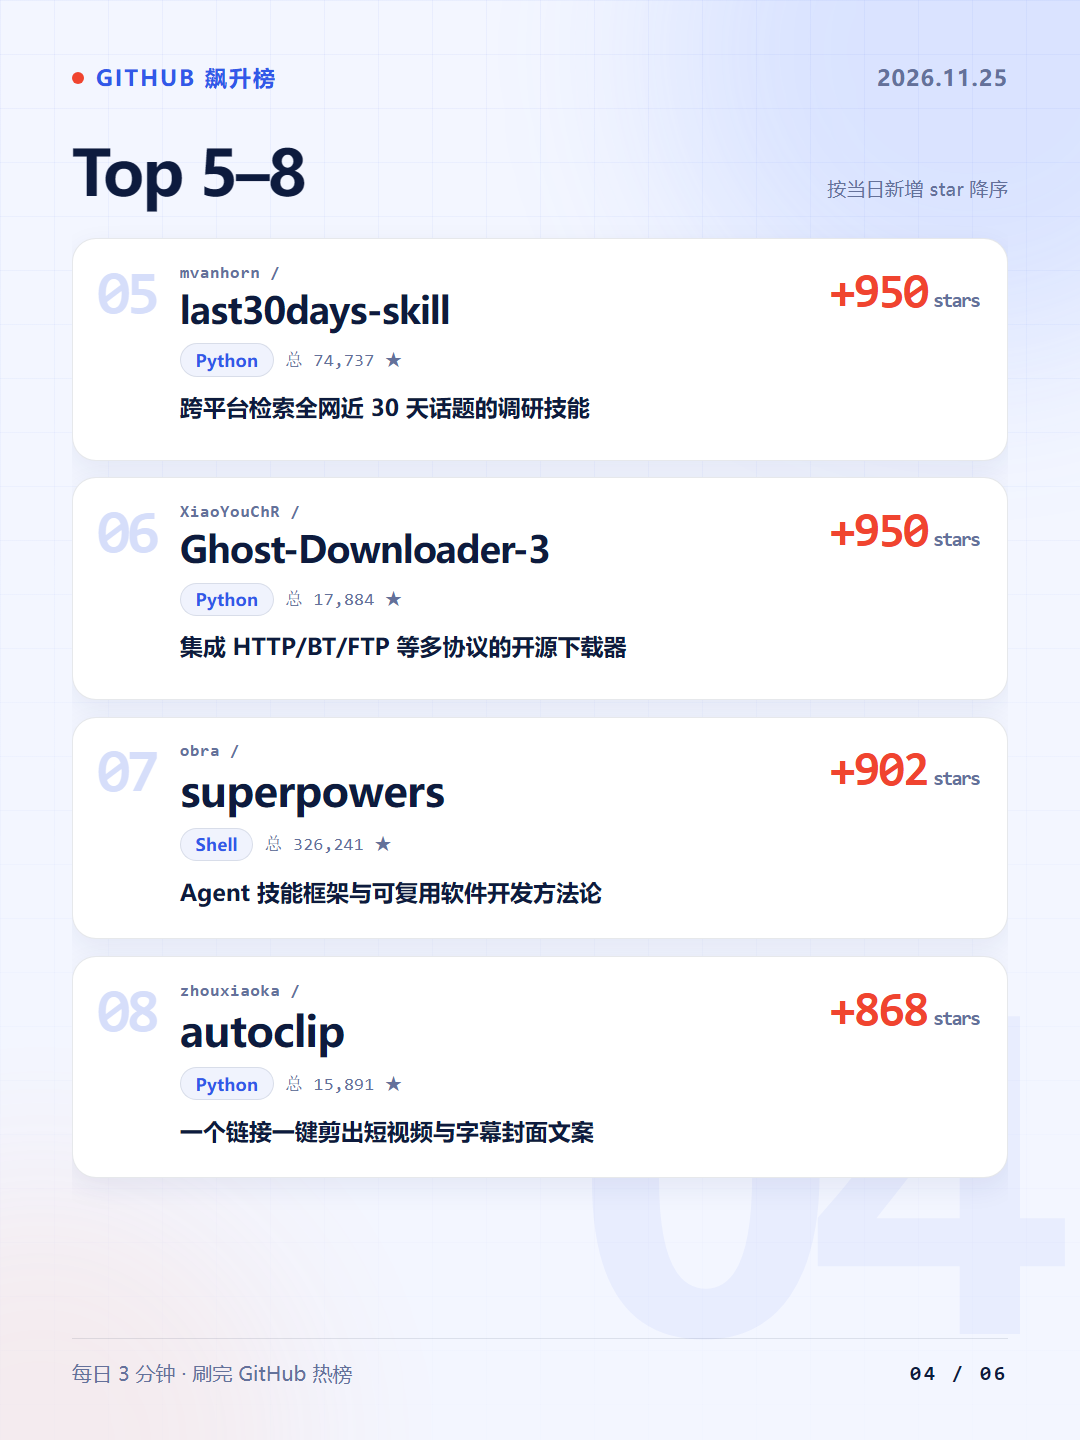 GITHUB 飙升榜
2026.11.25
Top 5–8
按当日新增 star 降序
05
mvanhorn /
last30days-skill
+950 stars
Python 总 74,737 ★
跨平台检索全网近 30 天话题的调研技能
06
XiaoYouChR /
Ghost-Downloader-3
+950 stars
Python 总 17,884 ★
集成 HTTP/BT/FTP 等多协议的开源下载器
07
obra /
superpowers
+902 stars
Shell 总 326,241 ★
Agent 技能框架与可复用软件开发方法论
08
zhouxiaoka /
autoclip
+868 stars
Python 总 15,891 ★
一个链接一键剪出短视频与字幕封面文案
04
每日 3 分钟 · 刷完 GitHub 热榜
04 / 06